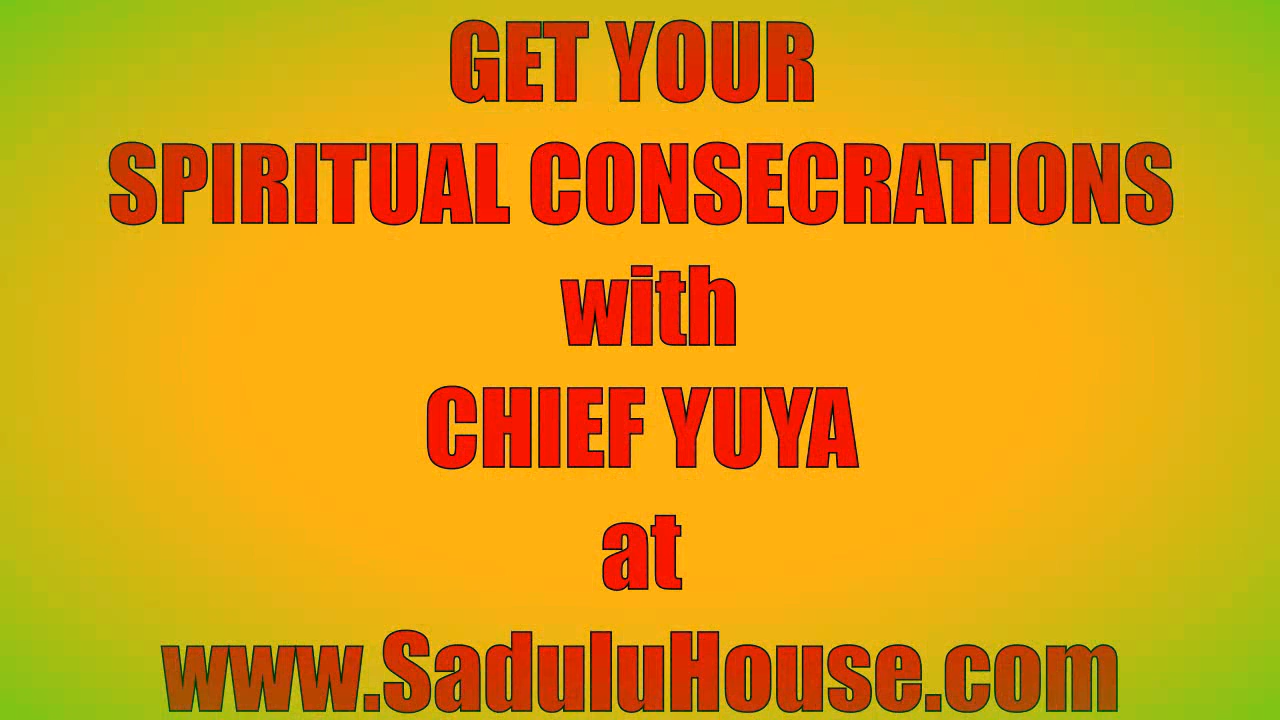 GET YOUR
SPIRITUAL CONSECRATIONS
with
CHIEF YUYA
at
www.SaduluHouse.com